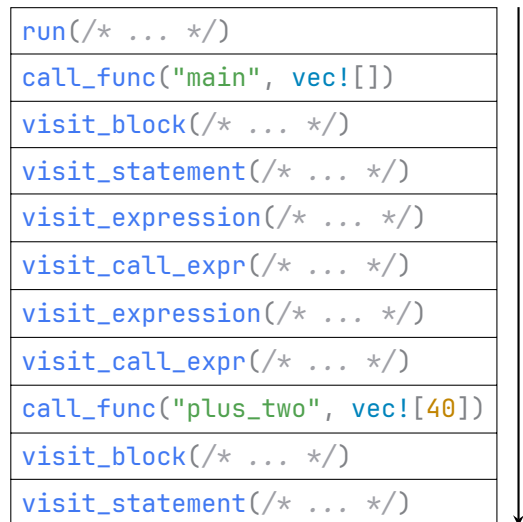 run(/* ... */)
call_func("main", vec![])
visit_block(/* ... */)
visit_statement(/* ... */)
visit_expression(/* ... */)
visit_call_expr(/* ... */)
visit_expression(/* ... */)
visit_call_expr(/* ... */)
call_func("plus_two", vec![40])
visit_block(/* ... */)
visit_statement(/* ... */)